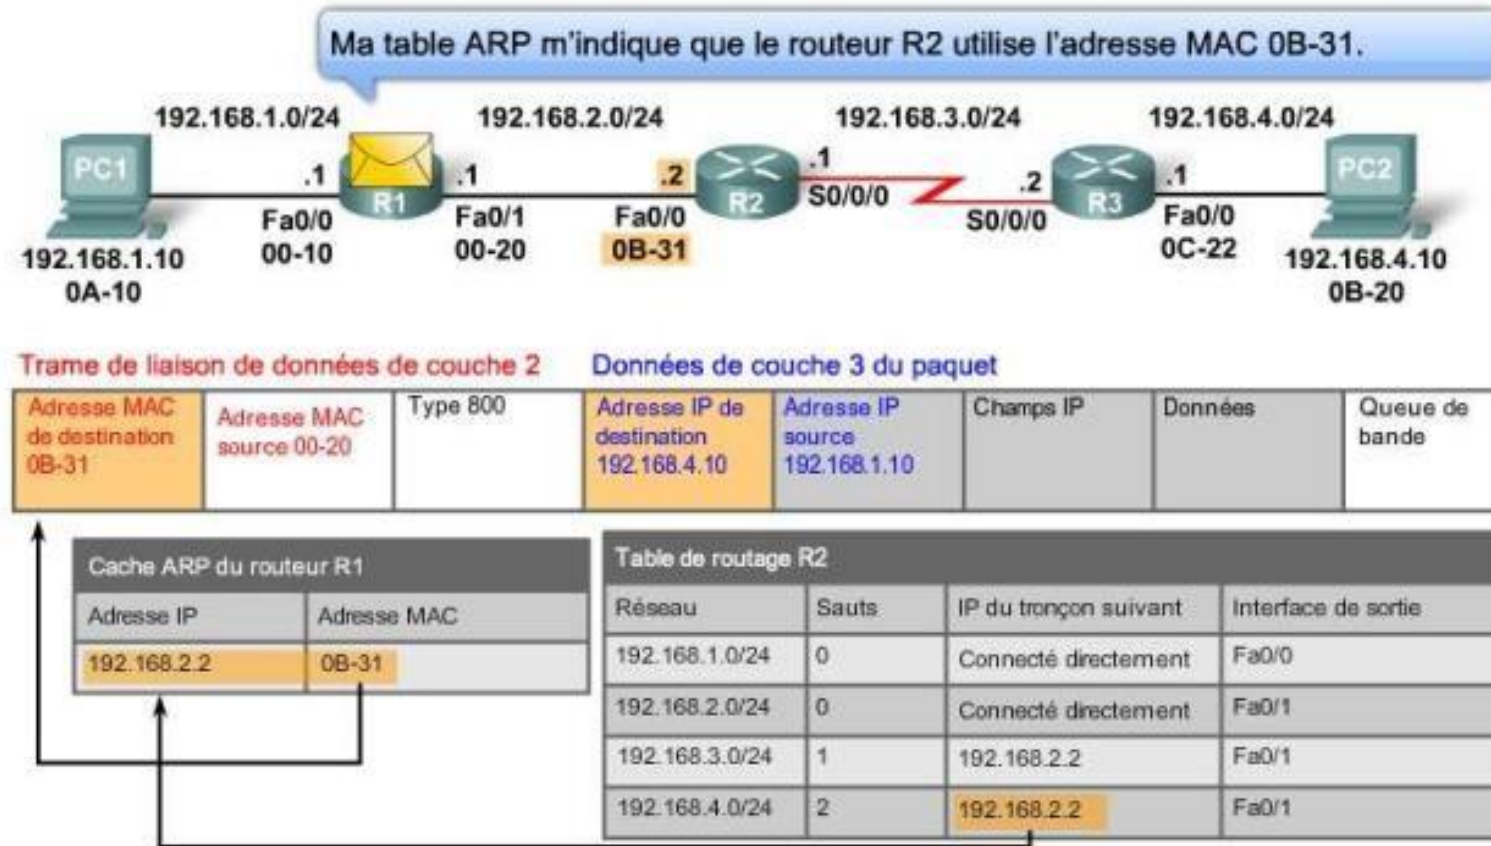 Ma table ARP m'indique que le routeur R2 utilise l'adresse MAC 0B-31.
192.168.1.0/24
192.168.2.0/24
192.168.3.0/24
192.168.4.0/24
PC1
.1
R1
.1
.2
R2
.1
S0/0/0
.2
S0/0/0
R3
.1
PC2
Fa0/0
00-10
Fa0/1
00-20
Fa0/0
0B-31
Fa0/0
0C-22
192.168.1.10
0A-10
192.168.4.10
0B-20
Trame de liaison de données de couche 2
Données de couche 3 du paquet
Adresse MAC
de destination
0B-31
Adresse MAC
source 00-20
Type 800
Adresse IP de
destination
192.168.4.10
Adresse IP
source
192.168.1.10
Champs IP
Données
Queue de
bande
Cache ARP du routeur R1
Adresse IP
Adresse MAC
192.168.2.2
0B-31
Table de routage R2
Réseau
Sauts
IP du tronçon suivant
Interface de sortie
192.168.1.0/24
0
Connecté directement
Fa0/0
192.168.2.0/24
0
Connecté directement
Fa0/1
192.168.3.0/24
1
192.168.2.2
Fa0/1
192.168.4.0/24
2
192.168.2.2
Fa0/1